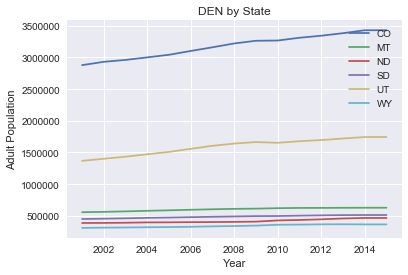 DEN by State
3500000
3000000
2500000
2000000
1500000
1000000
500000
Adult Population
CO
MT
ND
SD
UT
WY
2002 2004 2006 2008 2010 2012 2014
Year